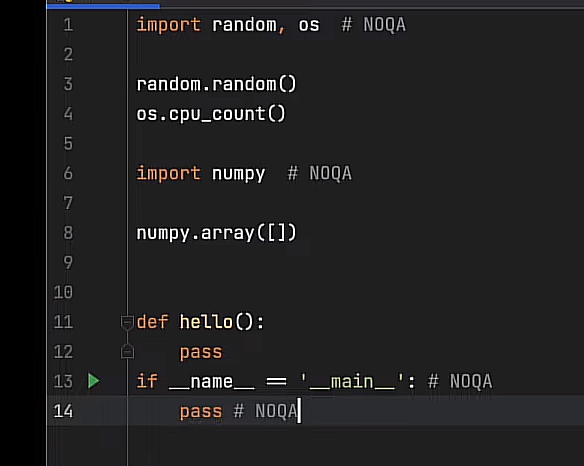 1 import random, os  # NOQA
2
3 random.random()
4 os.cpu_count()
5
6 import numpy  # NOQA
7
8 numpy.array([])
9
10
11 def hello():
12     pass
13 if __name__ == '__main__': # NOQA
14     pass # NOQA